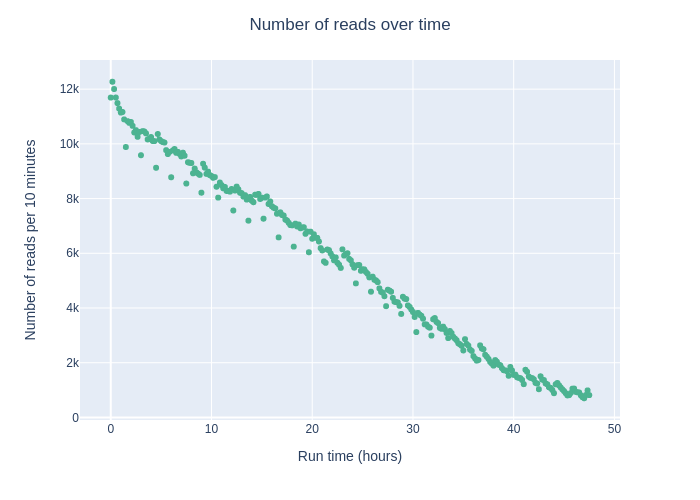 Number of reads over time
Number of reads per 10 minutes
12k
10k
8k
6k
4k
2k
0
0 10 20 30 40 50
Run time (hours)